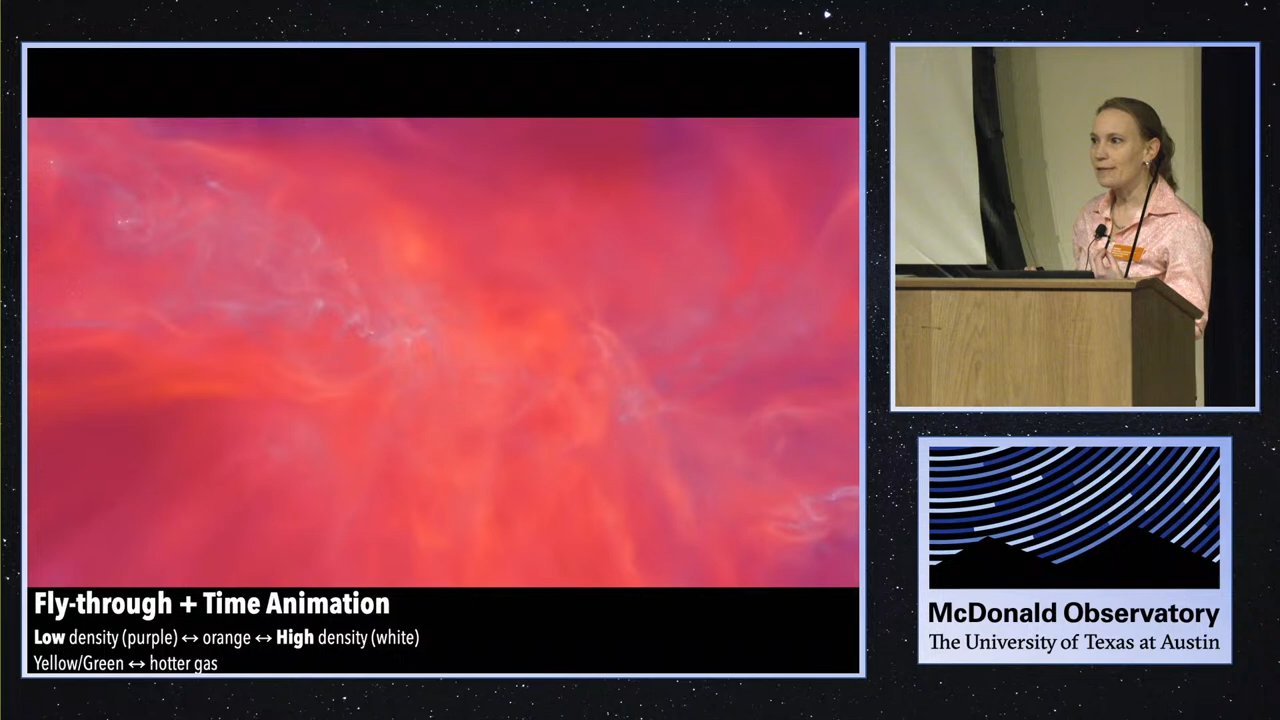 Fly-through + Time Animation
Low density (purple) ↔ orange ↔ High density (white)
Yellow/Green ↔ hotter gas
McDonald Observatory
The University of Texas at Austin